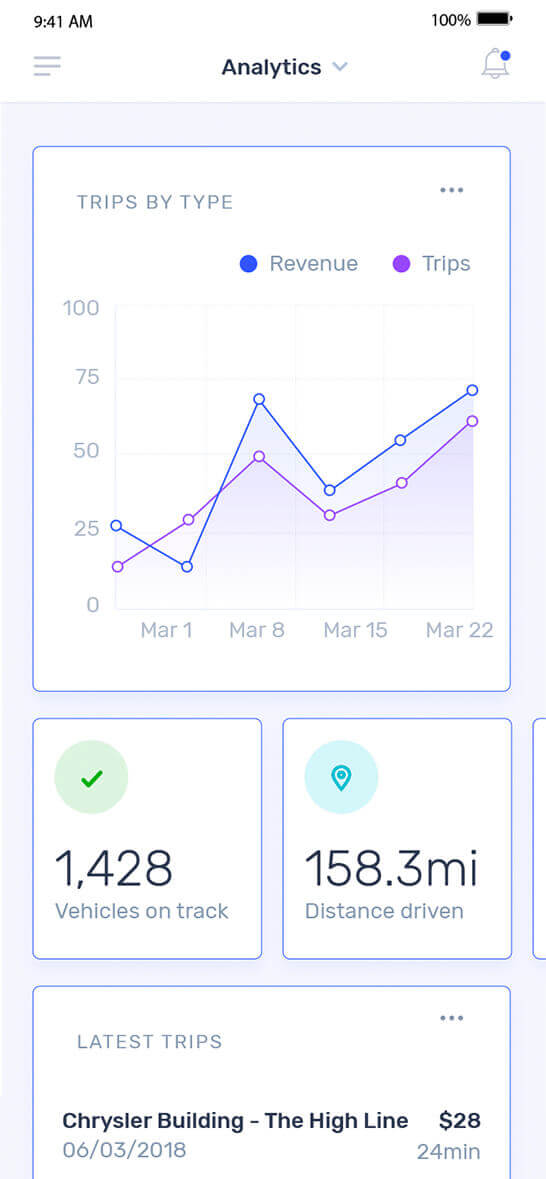 9:41 AM 100%
Analytics
TRIPS BY TYPE
Revenue Trips
100
75
50
25
0
Mar 1 Mar 8 Mar 15 Mar 22
1,428
Vehicles on track
158.3mi
Distance driven
LATEST TRIPS
Chrysler Building - The High Line $28
06/03/2018 24min